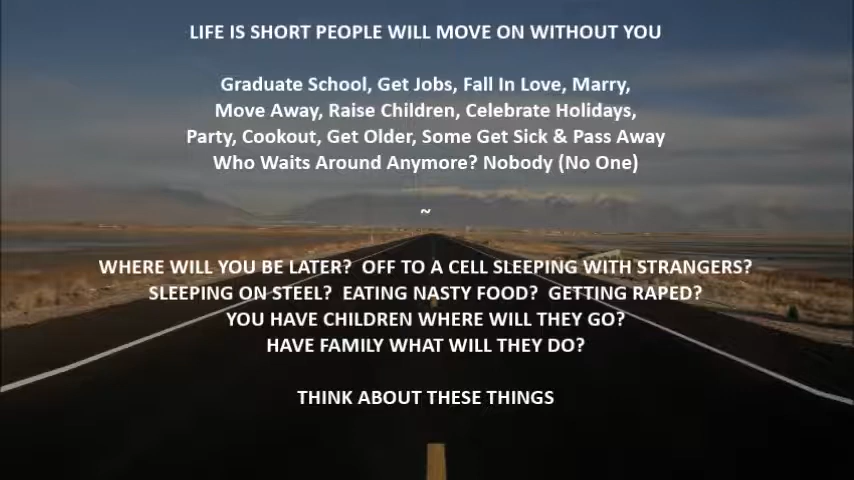 LIFE IS SHORT PEOPLE WILL MOVE ON WITHOUT YOU
Graduate School, Get Jobs, Fall In Love, Marry,
Move Away, Raise Children, Celebrate Holidays,
Party, Cookout, Get Older, Some Get Sick & Pass Away
Who Waits Around Anymore? Nobody (No One)
~
WHERE WILL YOU BE LATER? OFF TO A CELL SLEEPING WITH STRANGERS?
SLEEPING ON STEEL? EATING NASTY FOOD? GETTING RAPED?
YOU HAVE CHILDREN WHERE WILL THEY GO?
HAVE FAMILY WHAT WILL THEY DO?
THINK ABOUT THESE THINGS